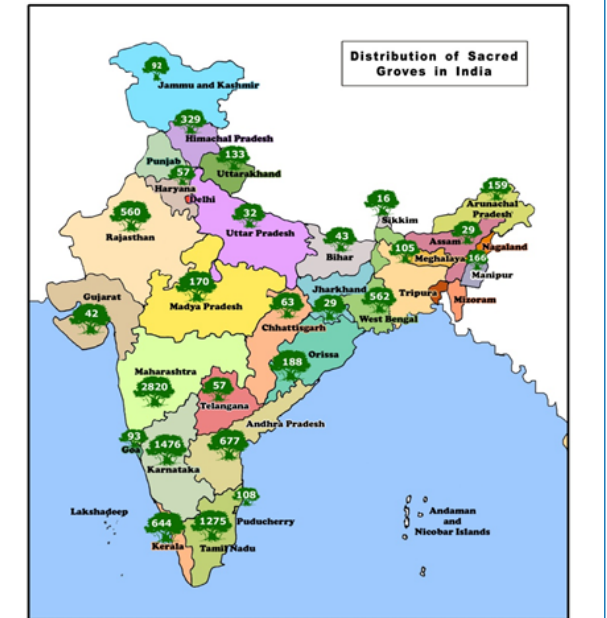 Distribution of Sacred
Groves in India
92
Jammu and Kashmir
329
Himachal Pradesh
Punjab
133
57
Uttarakhand
Haryana
Delhi
159
16
Arunachal
Pradesh
560
32
Sikkim
Rajasthan
Uttar Pradesh
43
29
Assam
Nagaland
105
Bihar
Meghalaya
166
Manipur
170
Jharkhand
Gujarat
Madya Pradesh
63
29
562
Tripura
Mizoram
42
Chhattisgarh
West Bengal
Orissa
188
Maharashtra
2820
57
Telangana
Andhra Pradesh
93
Goa
1476
677
Karnataka
108
Lakshadeep
644
1275
Puducherry
Andaman
and
Nicobar Islands
Kerala
Tamil Nadu